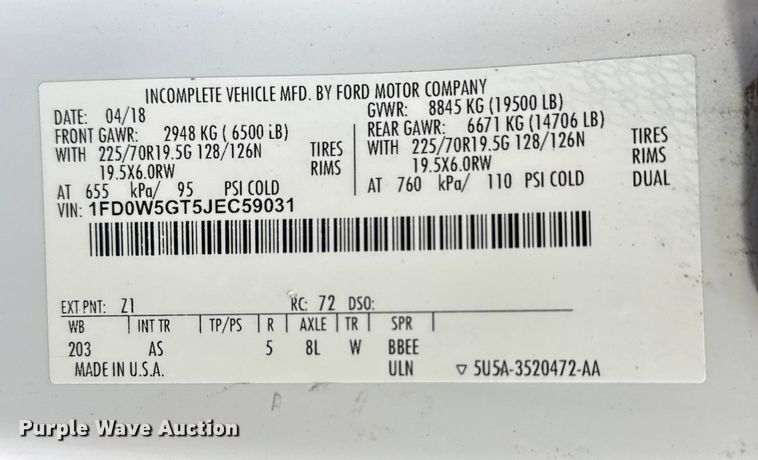 INCOMPLETE VEHICLE MFD. BY FORD MOTOR COMPANY
DATE: 04/18 GVWR: 8845 KG (19500 LB)
FRONT GAWR: 2948 KG ( 6500 LB) REAR GAWR: 6671 KG (14706 LB)
WITH 225/70R19.5G 128/126N TIRES WITH 225/70R19.5G 128/126N TIRES
19.5X6.0RW RIMS 19.5X6.0RW RIMS
AT 655 kPa/ 95 PSI COLD AT 760 kPa/ 110 PSI COLD DUAL
VIN: 1FD0W5GT5JEC59031
EXT PNT: Z1 RC: 72 DSO:
WB INT TR TP/PS R AXLE TR SPR
203 AS 5 8L W BBEE
MADE IN U.S.A. ULN ▽ 5U5A-3520472-AA
Purple Wave Auction